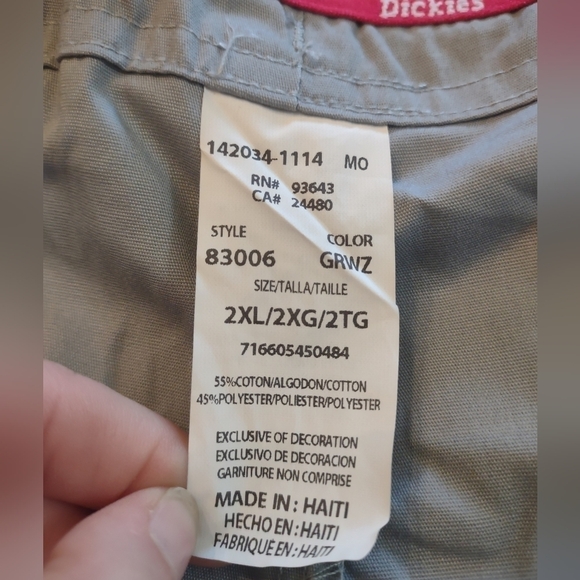 Dickies
142034-1114 MO
RN# 93643
CA# 24480
STYLE COLOR
83006 GRWZ
SIZE/TALLA/TAILLE
2XL/2XG/2TG
716605450484
55%COTON/ALGODON/COTTON
45%POLYESTER/POLIESTER/POLYESTER
EXCLUSIVE OF DECORATION
EXCLUSIVO DE DECORACION
GARNITURE NON COMPRISE
MADE IN: HAITI
HECHO EN: HAITI
FABRIQUÉ EN: HAITI